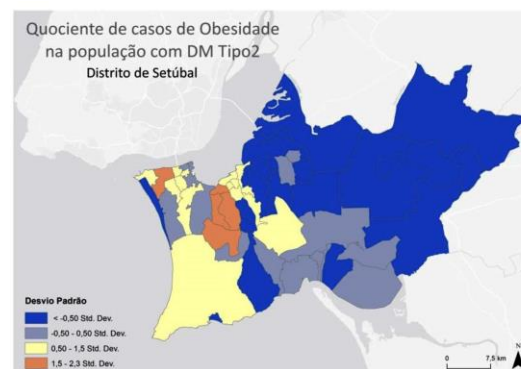 Quociente de casos de Obesidade
na população com DM Tipo2
Distrito de Setúbal
Desvio Padrão
< -0,50 Std. Dev.
-0,50 - 0,50 Std. Dev.
0,50 - 1,5 Std. Dev.
1,5 - 2,3 Std. Dev.
N
0 7,5 km